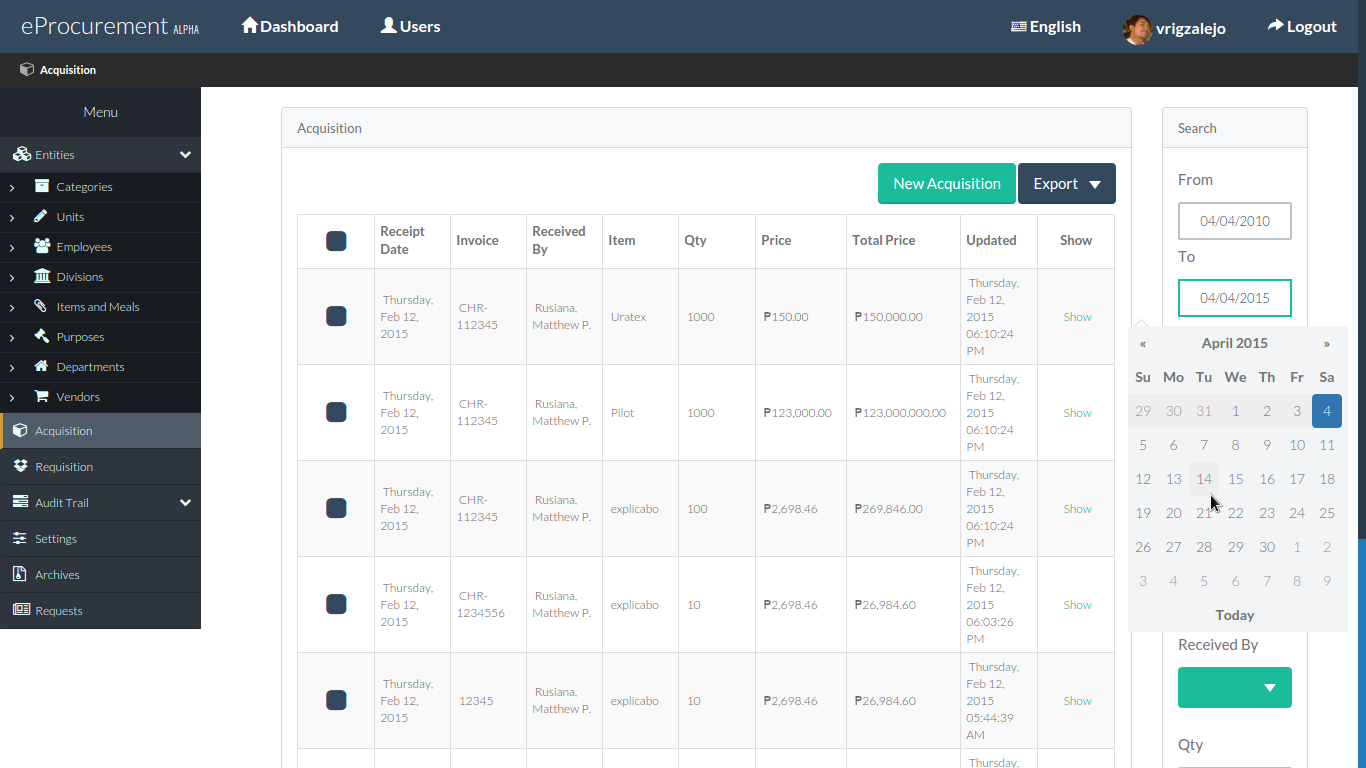 eProcurement ALPHA
Dashboard
Users
English
vrigzalejo
Logout
Acquisition
Menu
Entities
Categories
Units
Employees
Divisions
Items and Meals
Purposes
Departments
Vendors
Acquisition
Requisition
Audit Trail
Settings
Archives
Requests
Acquisition
New Acquisition
Export
Receipt
Date
Invoice
Received
By
Item
Qty
Price
Total Price
Updated
Show
Thursday,
Feb 12,
2015
CHR-
112345
Rusiana,
Matthew P.
Uratex
1000
₱150.00
₱150,000.00
Thursday,
Feb 12,
2015
06:10:24
PM
Show
Thursday,
Feb 12,
2015
CHR-
112345
Rusiana,
Matthew P.
Pilot
1000
₱123,000.00
₱123,000,000.00
Thursday,
Feb 12,
2015
06:10:24
PM
Show
Thursday,
Feb 12,
2015
CHR-
112345
Rusiana,
Matthew P.
explicabo
100
₱2,698.46
₱269,846.00
Thursday,
Feb 12,
2015
06:10:24
PM
Show
Thursday,
Feb 12,
2015
CHR-
1234556
Rusiana,
Matthew P.
explicabo
10
₱2,698.46
₱26,984.60
Thursday,
Feb 12,
2015
06:03:26
PM
Show
Thursday,
Feb 12,
2015
12345
Rusiana,
Matthew P.
explicabo
10
₱2,698.46
₱26,984.60
Thursday,
Feb 12,
2015
05:44:39
AM
Show
Thursday,
Search
From
04/04/2010
To
04/04/2015
« April 2015 »
Su Mo Tu We Th Fr Sa
29 30 31 1 2 3 4
5 6 7 8 9 10 11
12 13 14 15 16 17 18
19 20 21 22 23 24 25
26 27 28 29 30 1 2
3 4 5 6 7 8 9
Today
Received By
Qty